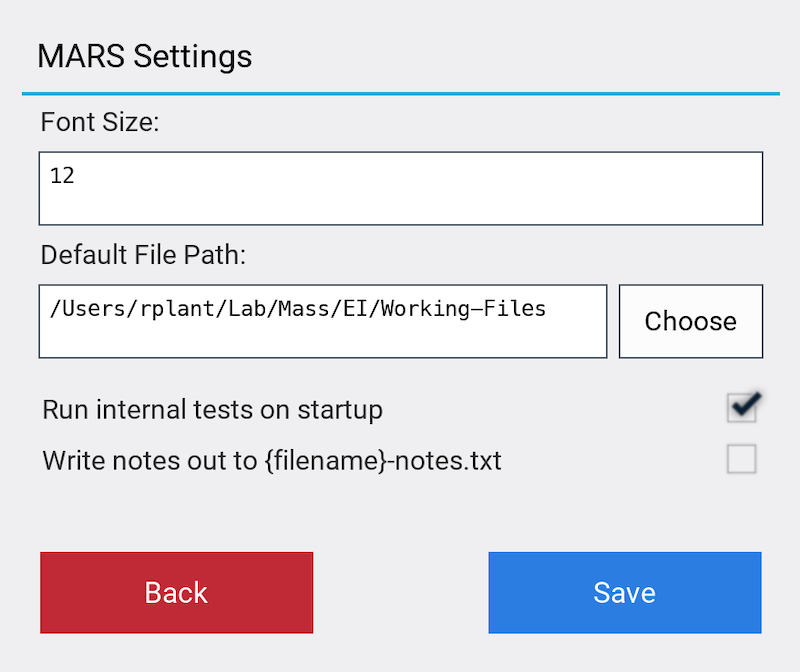 MARS Settings
Font Size:
12
Default File Path:
/Users/rplant/Lab/Mass/EI/Working–Files
Choose
Run internal tests on startup
Write notes out to {filename}-notes.txt
Back
Save